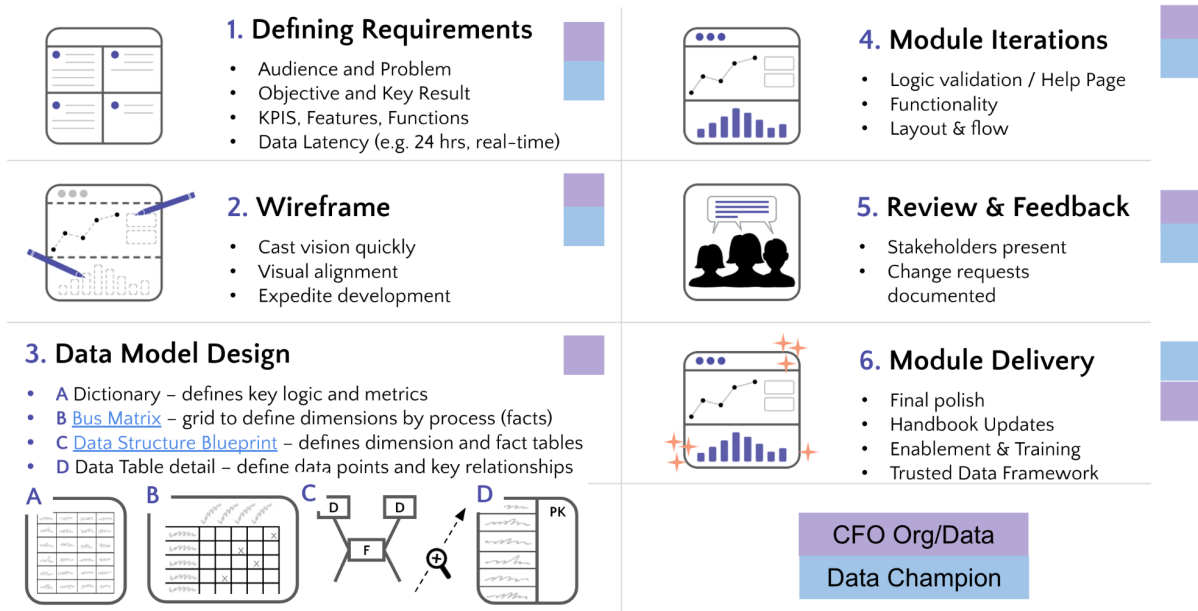 1. Defining Requirements
• Audience and Problem
• Objective and Key Result
• KPIS, Features, Functions
• Data Latency (e.g. 24 hrs, real-time)
2. Wireframe
• Cast vision quickly
• Visual alignment
• Expedite development
3. Data Model Design
• A Dictionary – defines key logic and metrics
• B Bus Matrix – grid to define dimensions by process (facts)
• C Data Structure Blueprint – defines dimension and fact tables
• D Data Table detail – define data points and key relationships
A
B
x
x
x
x
C
D
D
F
D
PK
4. Module Iterations
• Logic validation / Help Page
• Functionality
• Layout & flow
5. Review & Feedback
• Stakeholders present
• Change requests
documented
6. Module Delivery
• Final polish
• Handbook Updates
• Enablement & Training
• Trusted Data Framework
CFO Org/Data
Data Champion